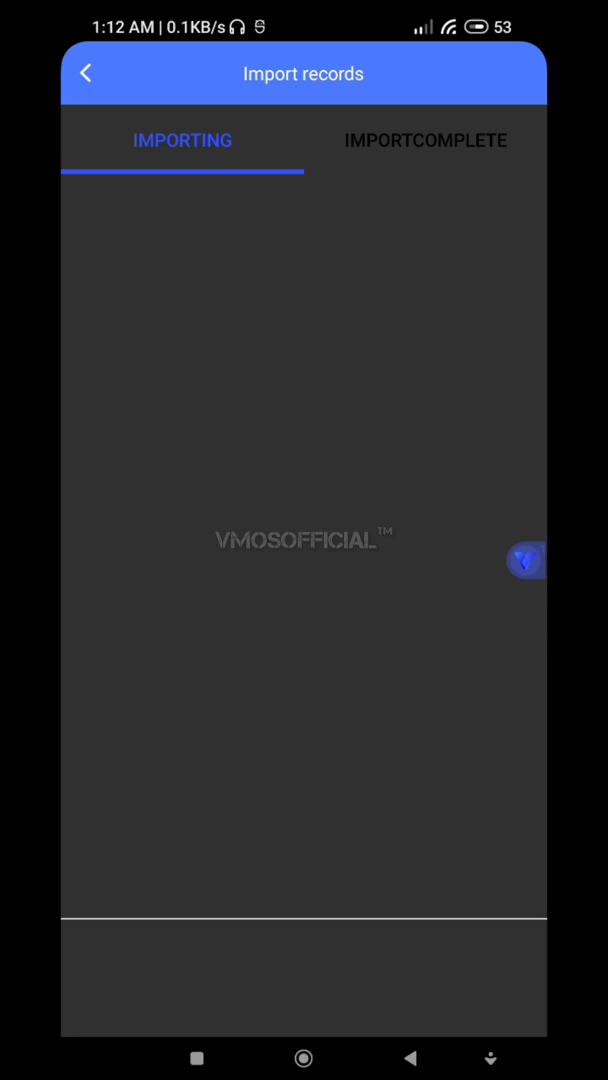 1:12 AM | 0.1KB/s 53
Import records
IMPORTING IMPORTCOMPLETE
VMOSOFFICIAL™